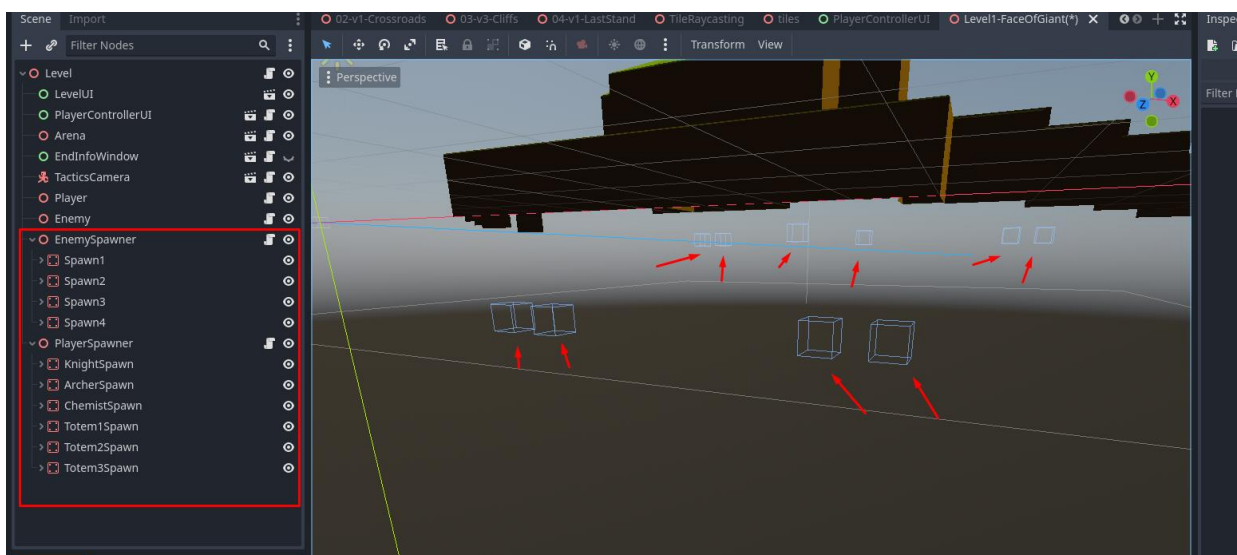 Scene Import
02-v1-Crossroads 03-v3-Cliffs 04-v1-LastStand TileRaycasting tiles PlayerControllerUI Level1-FaceOfGiant(*)
Filter Nodes
Transform View
Perspective
Y
Z X
Level
LevelUI
PlayerControllerUI
Arena
EndInfoWindow
TacticsCamera
Player
Enemy
EnemySpawner
Spawn1
Spawn2
Spawn3
Spawn4
PlayerSpawner
KnightSpawn
ArcherSpawn
ChemistSpawn
Totem1Spawn
Totem2Spawn
Totem3Spawn
Inspe
Filter